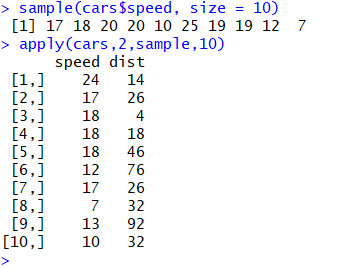 > sample(cars$speed, size = 10)
 [1] 17 18 20 20 10 25 19 19 12  7
> apply(cars,2,sample,10)
      speed dist
 [1,]    24   14
 [2,]    17   26
 [3,]    18    4
 [4,]    18   18
 [5,]    18   46
 [6,]    12   76
 [7,]    17   26
 [8,]     7   32
 [9,]    13   92
[10,]    10   32
>